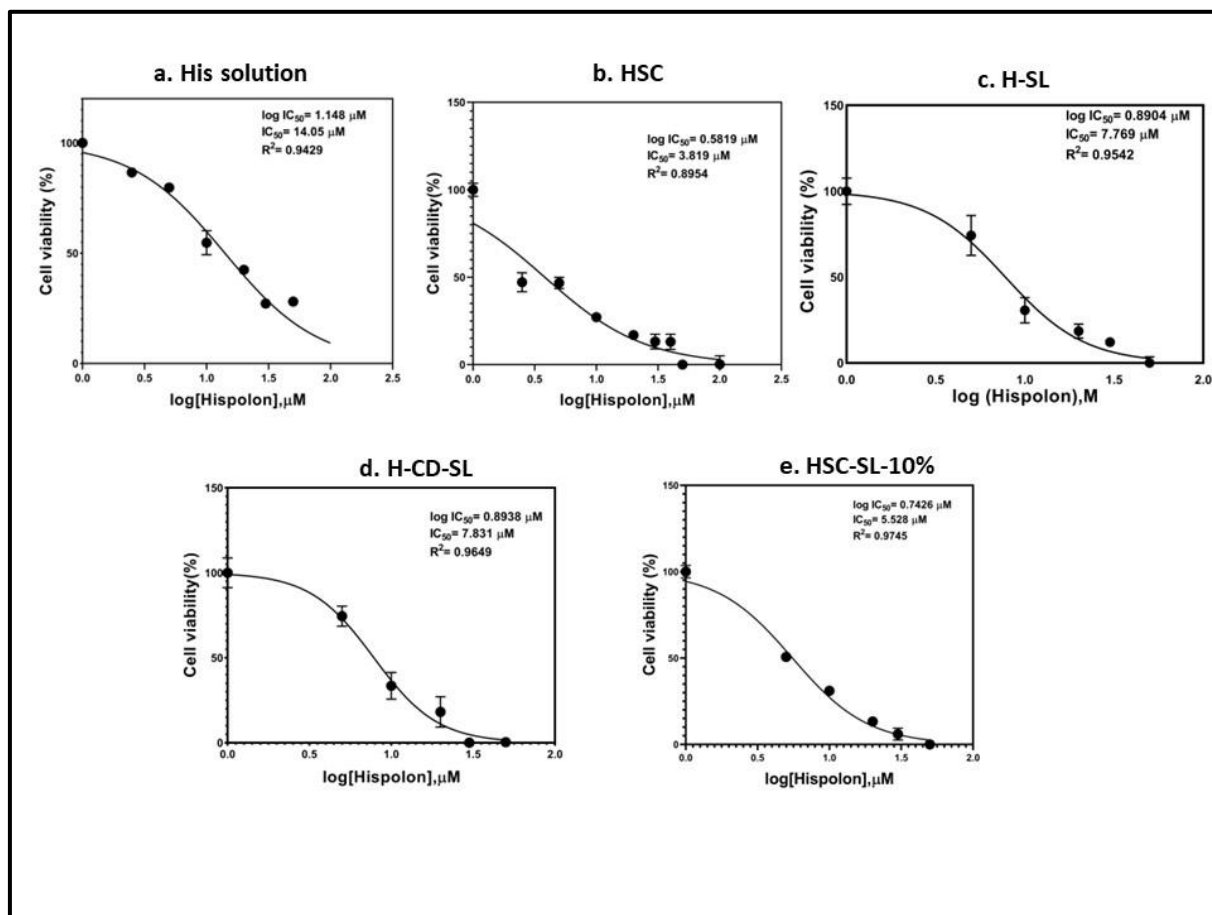 a. His solution
log IC50= 1.148 µM
IC50= 14.05 µM
R2= 0.9429
100
50
0
Cell viability (%)
0.0 0.5 1.0 1.5 2.0 2.5
log[Hispolon],µM
b. HSC
log IC50= 0.5819 µM
IC50= 3.819 µM
R2= 0.8954
150
100
50
0
Cell viability(%)
0.0 0.5 1.0 1.5 2.0 2.5
log[Hispolon],µM
c. H-SL
log IC50= 0.8904 µM
IC50= 7.769 µM
R2= 0.9542
150
100
50
0
Cell viability (%)
0.0 0.5 1.0 1.5 2.0
log (Hispolon),M
d. H-CD-SL
log IC50= 0.8938 µM
IC50= 7.831 µM
R2= 0.9649
150
100
50
0
Cell viability(%)
0.0 0.5 1.0 1.5 2.0
log[Hispolon],µM
e. HSC-SL-10%
log IC50= 0.7426 µM
IC50= 5.528 µM
R2= 0.9745
150
100
50
0
Cell viability (%)
0.0 0.5 1.0 1.5 2.0
log[Hispolon],µM